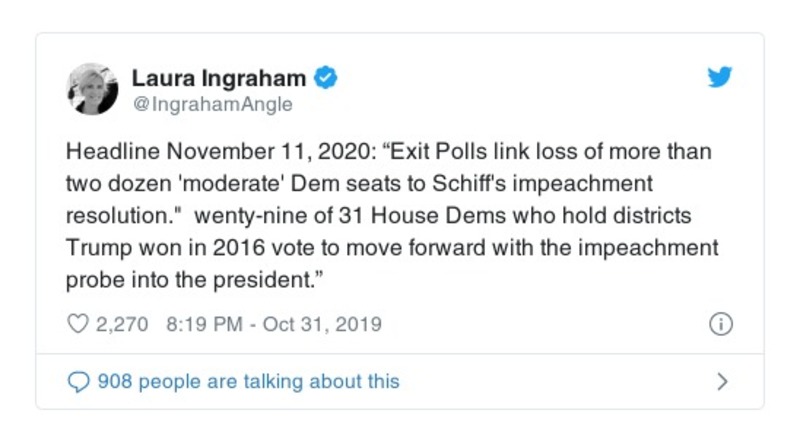 Laura Ingraham
@IngrahamAngle
Headline November 11, 2020: “Exit Polls link loss of more than
two dozen 'moderate' Dem seats to Schiff's impeachment
resolution."  wenty-nine of 31 House Dems who hold districts
Trump won in 2016 vote to move forward with the impeachment
probe into the president.”
2,270 8:19 PM - Oct 31, 2019
908 people are talking about this